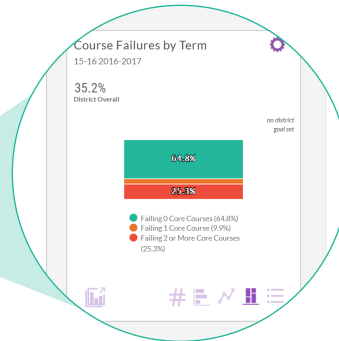 Course Failures by Term
15-16 2016-2017
35.2%
District Overall
no district
goal set
64.8%
25.3%
Failing 0 Core Courses (64.8%)
Failing 1 Core Course (9.9%)
Failing 2 or More Core Courses
(25.3%)
#